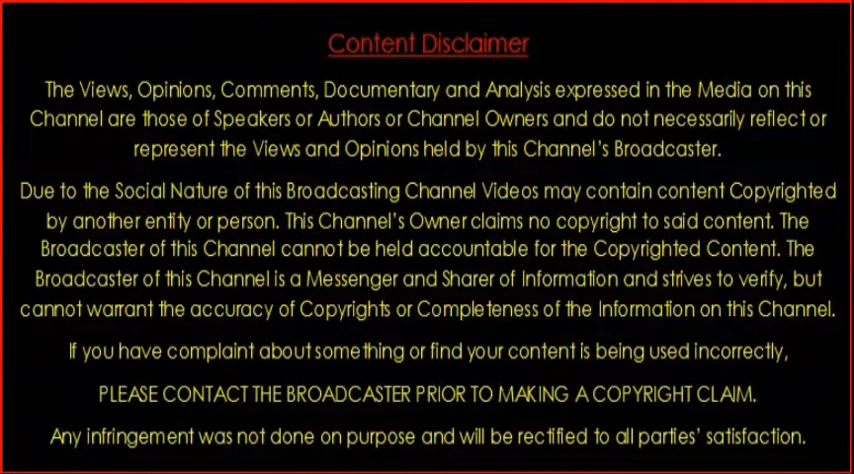 Content Disclaimer
The Views, Opinions, Comments, Documentary and Analysis expressed in the Media on this
Channel are those of Speakers or Authors or Channel Owners and do not necessarily reflect or
represent the Views and Opinions held by this Channel's Broadcaster.
Due to the Social Nature of this Broadcasting Channel Videos may contain content Copyrighted
by another entity or person. This Channel's Owner claims no copyright to said content. The
Broadcaster of this Channel cannot be held accountable for the Copyrighted Content. The
Broadcaster of this Channel is a Messenger and Sharer of Information and strives to verify, but
cannot warrant the accuracy of Copyrights or Completeness of the Information on this Channel.
If you have complaint about something or find your content is being used incorrectly,
PLEASE CONTACT THE BROADCASTER PRIOR TO MAKING A COPYRIGHT CLAIM.
Any infringement was not done on purpose and will be rectified to all parties' satisfaction.